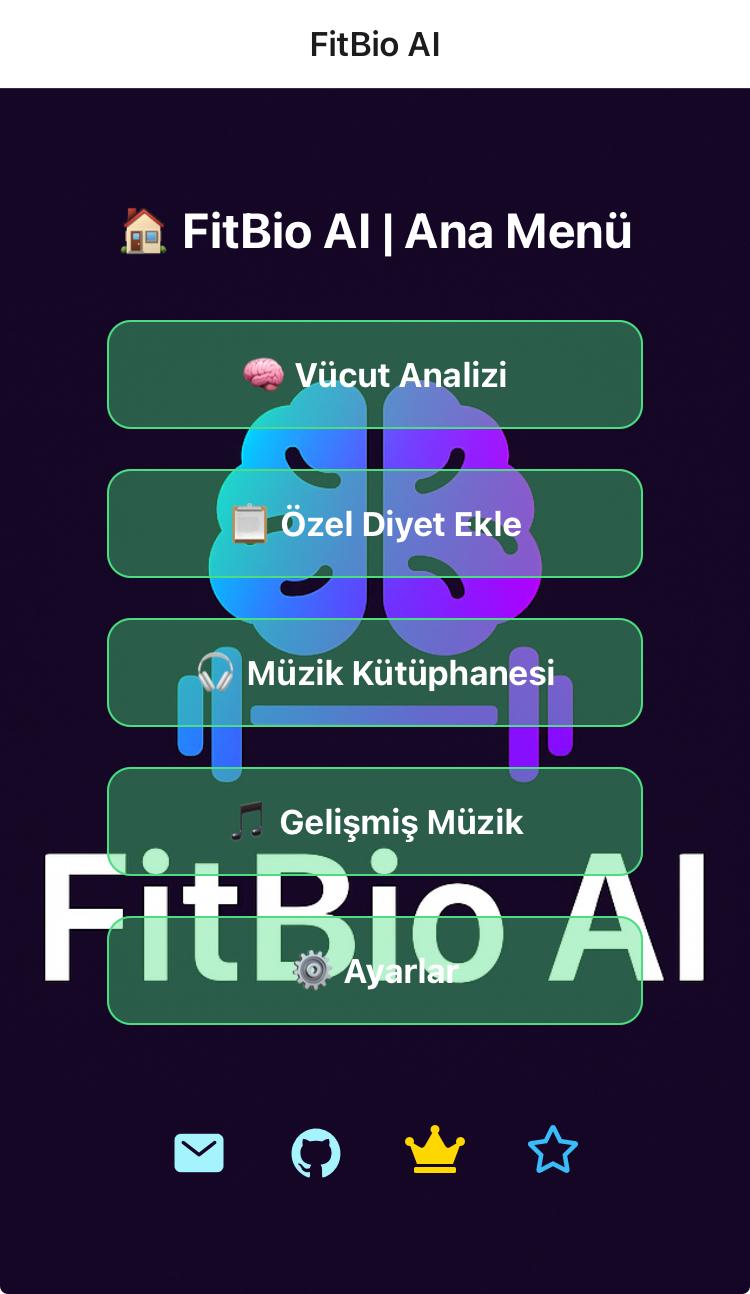 FitBio AI
🏠 FitBio AI | Ana Menü
🧠 Vücut Analizi
📋 Özel Diyet Ekle
🎧 Müzik Kütüphanesi
🎵 Gelişmiş Müzik
FitBio AI
⚙️ Ayarlar